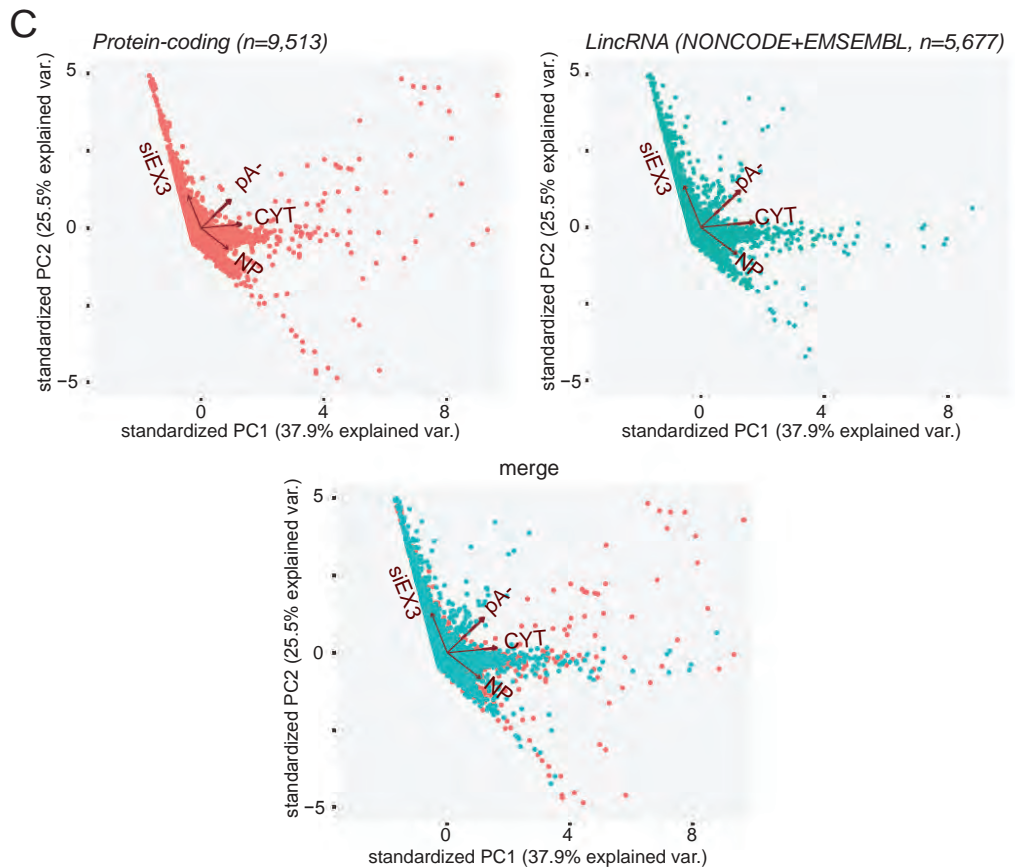 C
Protein-coding (n=9,513)
5
0
−5
standardized PC2 (25.5% explained var.)
siEX3
pA-
CYT
NP
0 4 8
standardized PC1 (37.9% explained var.)
LincRNA (NONCODE+EMSEMBL, n=5,677)
5
0
−5
standardized PC2 (25.5% explained var.)
siEX3
pA-
CYT
NP
0 4 8
standardized PC1 (37.9% explained var.)
merge
5
0
−5
standardized PC2 (25.5% explained var.)
siEX3
pA-
CYT
NP
0 4 8
standardized PC1 (37.9% explained var.)